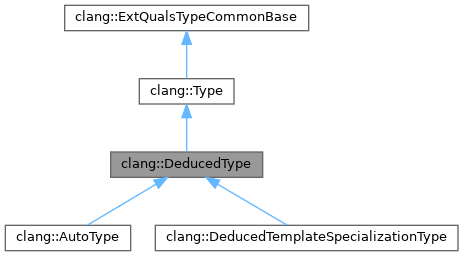 clang::ExtQualsTypeCommonBase
clang::Type
clang::DeducedType
clang::AutoType
clang::DeducedTemplateSpecializationType